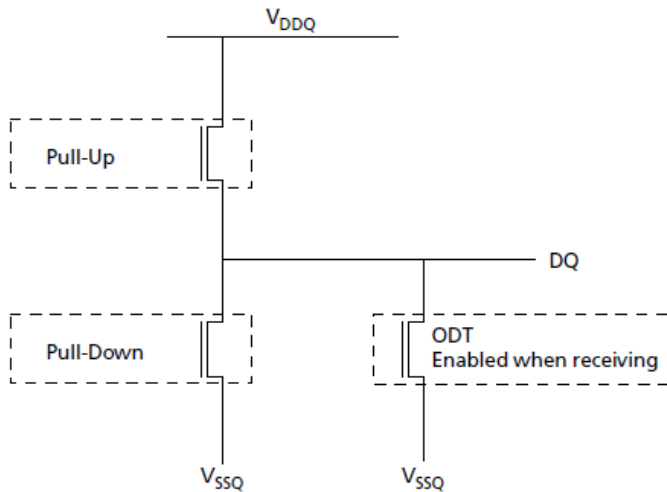 VDDQ
Pull-Up
DQ
Pull-Down
ODT
Enabled when receiving
VSSQ
VSSQ